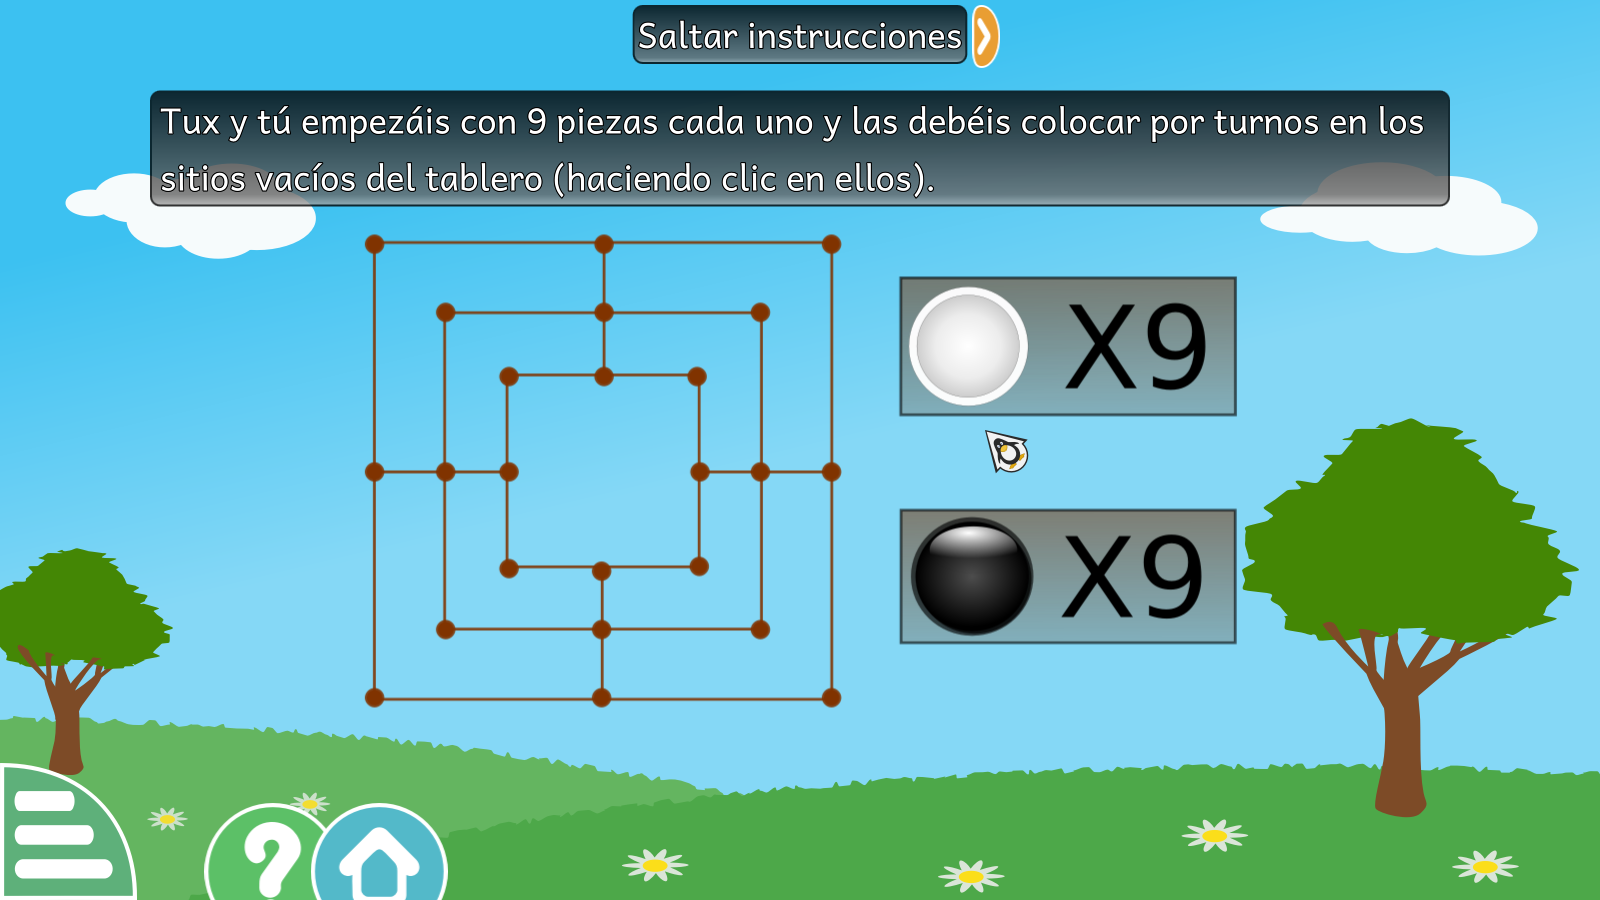 Saltar instrucciones
Tux y tú empezáis con 9 piezas cada uno y las debéis colocar por turnos en los
sitios vacíos del tablero (haciendo clic en ellos).
X9
X9
?